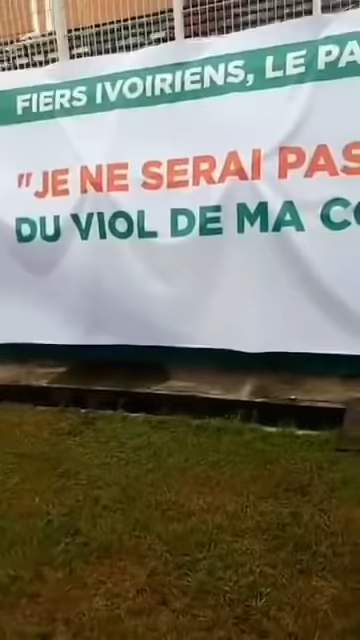 FIERS IVOIRIENS, LE PA
"JE NE SERAI PAS
DU VIOL DE MA CO